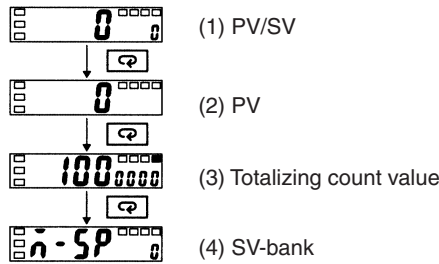 0 0 (1) PV/SV
0 (2) PV
100 0000 (3) Totalizing count value
ñ-SP 0 (4) SV-bank